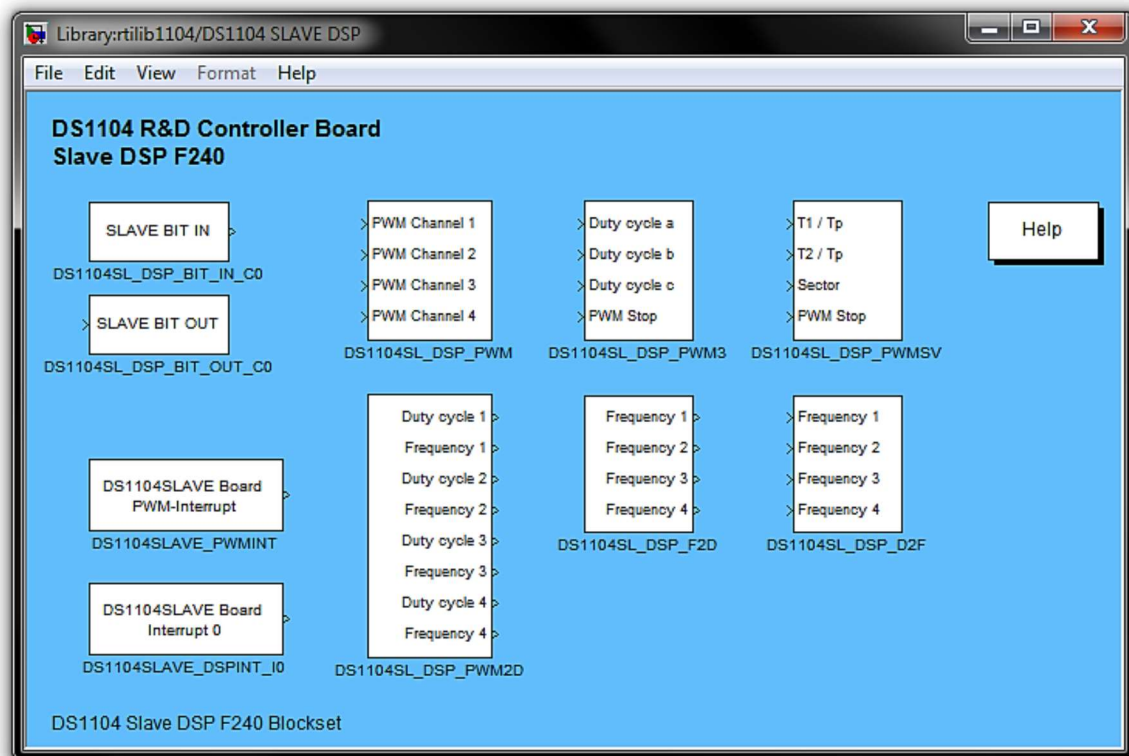 Library:rtilib1104/DS1104 SLAVE DSP
File Edit View Format Help
DS1104 R&D Controller Board
Slave DSP F240
SLAVE BIT IN
DS1104SL_DSP_BIT_IN_C0
SLAVE BIT OUT
DS1104SL_DSP_BIT_OUT_C0
PWM Channel 1
PWM Channel 2
PWM Channel 3
PWM Channel 4
DS1104SL_DSP_PWM
Duty cycle a
Duty cycle b
Duty cycle c
PWM Stop
DS1104SL_DSP_PWM3
T1 / Tp
T2 / Tp
Sector
PWM Stop
DS1104SL_DSP_PWMSV
Help
DS1104SLAVE Board
PWM-Interrupt
DS1104SLAVE_PWMINT
DS1104SLAVE Board
Interrupt 0
DS1104SLAVE_DSPINT_I0
Duty cycle 1
Frequency 1
Duty cycle 2
Frequency 2
Duty cycle 3
Frequency 3
Duty cycle 4
Frequency 4
DS1104SL_DSP_PWM2D
Frequency 1
Frequency 2
Frequency 3
Frequency 4
DS1104SL_DSP_F2D
Frequency 1
Frequency 2
Frequency 3
Frequency 4
DS1104SL_DSP_D2F
DS1104 Slave DSP F240 Blockset